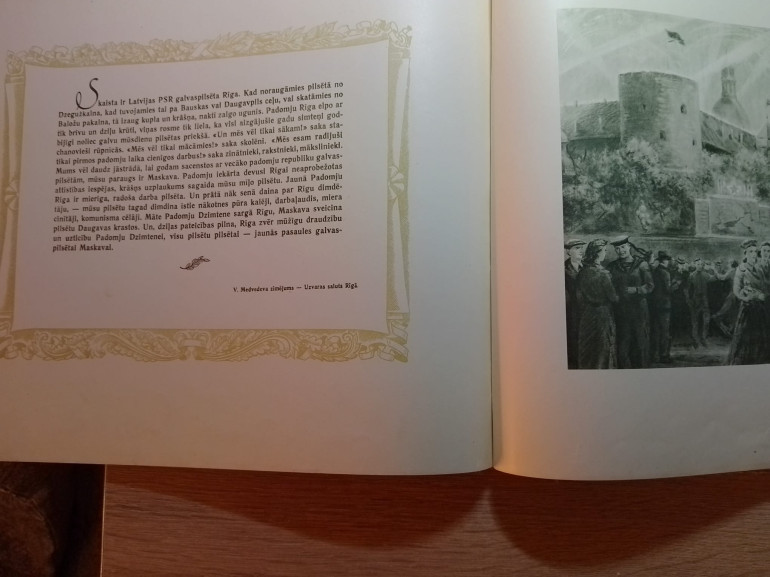 Skaista ir Latvijas PSR galvaspilsēta Rīga. Kad noraugāmies pilsētā no
Dzegužkalna, kad tuvojamies tai pa Bauskas vai Daugavpils ceļu, vai skatāmies no
Baložu pakalna, tā izaug kupla un krāšņa, naktī zaigo ugunis. Padomju Rīga elpo ar
tik brīvu un dziļu krūti, viņas rosme tik liela, ka visi aizgājušie gadu simteņi god-
bijīgi noliec galvu mūsdienu pilsētas priekšā. «Un mēs vēl tikai sākam!» saka sta-
chanovieši rūpnīcās. «Mēs vēl tikai mācāmies!» saka skolēni. «Mēs esam radījuši
tikai pirmos padomju laika cienīgos darbus!» saka zinātnieki, rakstnieki, mākslinieki.
Mums vēl daudz jāstrādā, lai godam sacenstos ar vecāko padomju republiku galvas-
pilsētām, mūsu paraugs ir Maskava. Padomju iekārta devusi Rīgai neaprobežotas
attīstības iespējas, krāšņs uzplaukums sagaida mūsu mīļo pilsētu. Jaunā Padomju
Rīga ir mierīga, radoša darba pilsēta. Un prātā nāk senā daina par Rīgu dimdē-
tāju, — mūsu pilsētu tagad dimdina īstie nākotnes pūra kalēji, darbaļaudis, miera
cīnītāji, komunisma cēlāji. Māte Padomju Dzimtene sargā Rīgu, Maskava sveicina
pilsētu Daugavas krastos. Un, dziļas pateicības pilna, Rīga zvēr mūžīgu draudzību
un uzticību Padomju Dzimtenei, visu pilsētu pilsētai — jaunās pasaules galvas-
pilsētai Maskavai.
V. Medvedeva zīmējums — Uzvaras salūts Rīgā